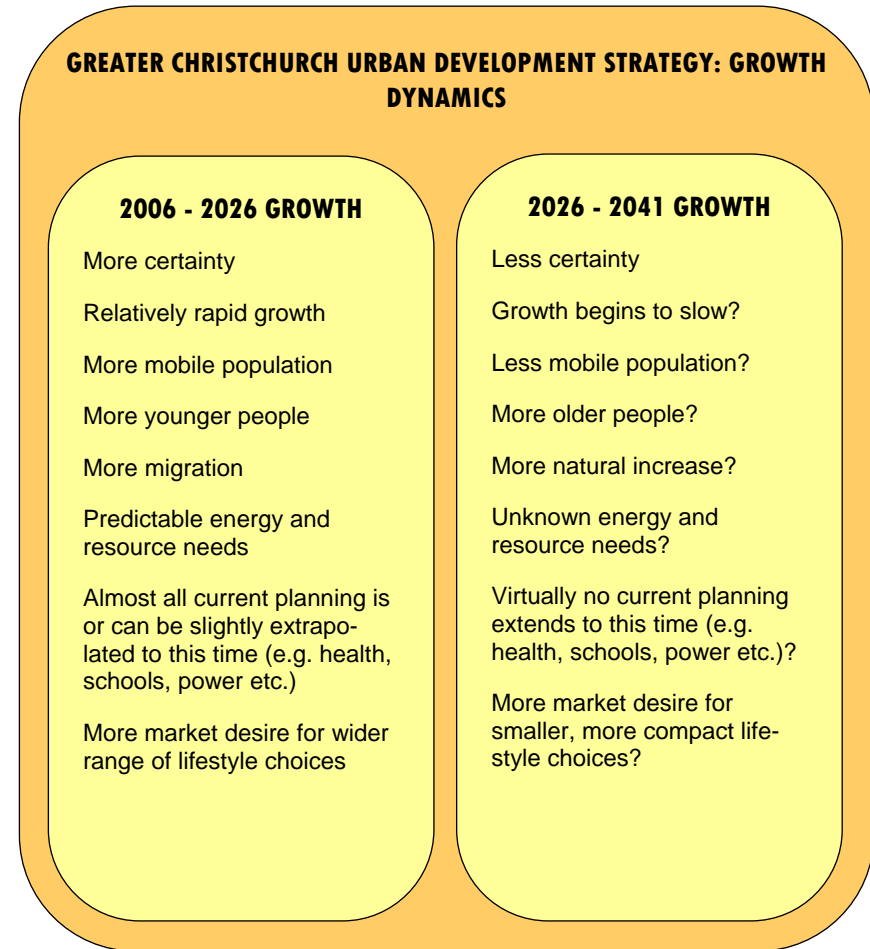 GREATER CHRISTCHURCH URBAN DEVELOPMENT STRATEGY: GROWTH
DYNAMICS
2006 - 2026 GROWTH
More certainty
Relatively rapid growth
More mobile population
More younger people
More migration
Predictable energy and
resource needs
Almost all current planning is
or can be slightly extrapo-
lated to this time (e.g. health,
schools, power etc.)
More market desire for wider
range of lifestyle choices
2026 - 2041 GROWTH
Less certainty
Growth begins to slow?
Less mobile population?
More older people?
More natural increase?
Unknown energy and
resource needs?
Virtually no current planning
extends to this time (e.g.
health, schools, power etc.)?
More market desire for
smaller, more compact life-
style choices?